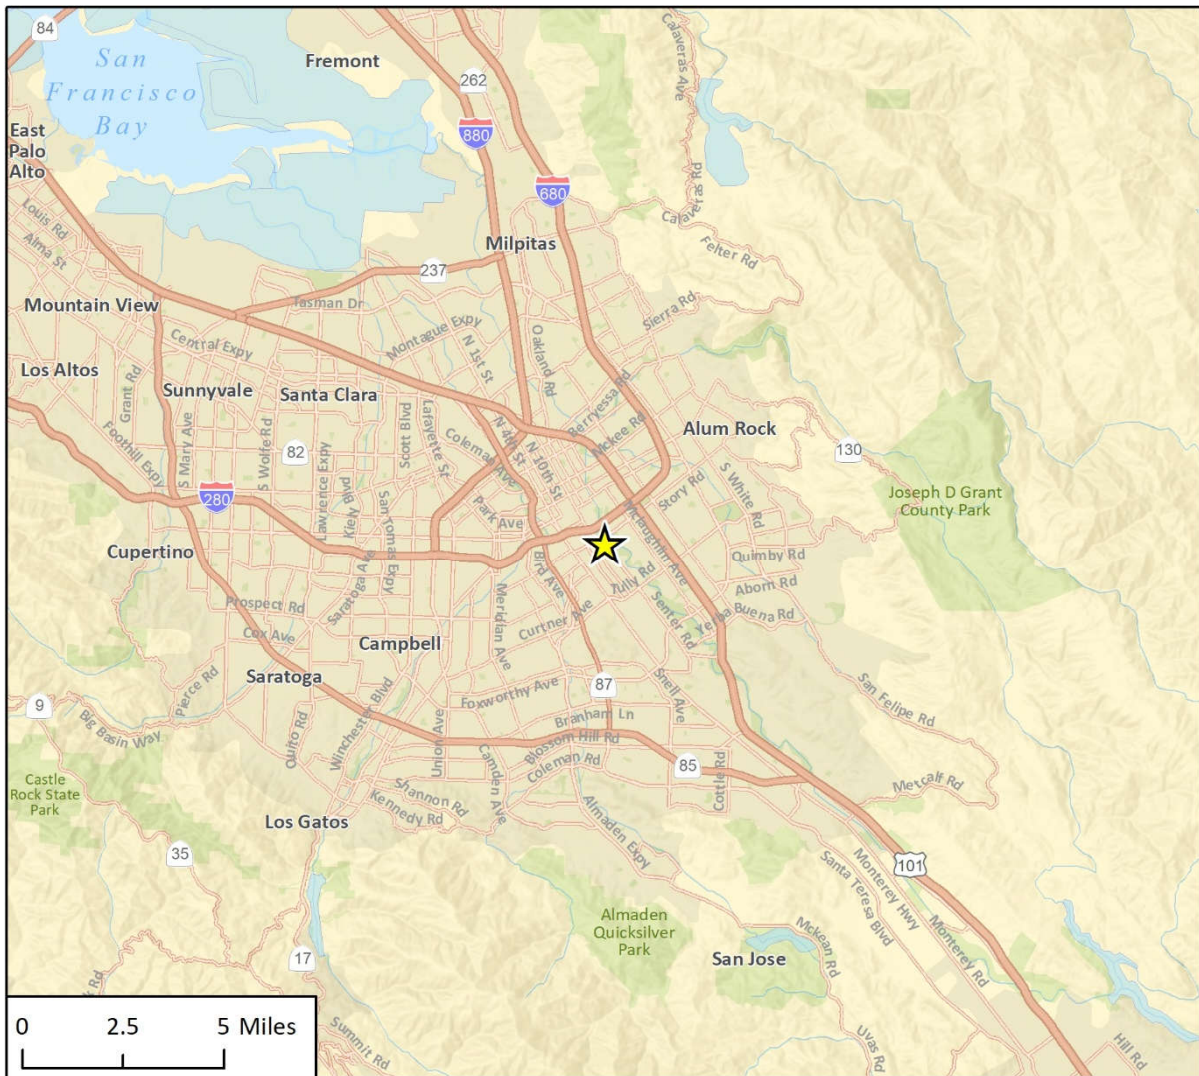 84
San
Francisco
Bay
Fremont
262
880
Calaveras Ave
East
Palo
Alto
680
Calaveras Rd
Calaveras Rd
Louis Rd
Alma St
Milpitas
Felter Rd
237
Mountain View
Tasman Dr
Sierra Rd
Central Expy
Montague Expy
N 1st St
Oakland Rd
Los Altos
Grant Rd
Sunnyvale
Santa Clara
Berryessa Rd
Mckee Rd
Alum Rock
Foothill Expy
S Mary Ave
S Wolfe Rd
82
Lawrence Expy
Kiely Blvd
Scott Blvd
Lafayette St
Coleman Ave
N 4th St
N 10th St
130
280
San Tomas Expy
Park Ave
Story Rd
S White Rd
Joseph D Grant
County Park
Mclaughlin Ave
Cupertino
Saratoga Ave
Bird Ave
Quimby Rd
Tully Rd
Aborn Rd
Prospect Rd
Meridian Ave
Curtner Ave
Senter Rd
Yerba Buena Rd
Cox Ave
Campbell
Saratoga
Pierce Rd
Foxworthy Ave
87
Snell Ave
San Felipe Rd
9
Big Basin Way
Quito Rd
Winchester Blvd
Union Ave
Branham Ln
Blossom Hill Rd
Coleman Rd
Camden Ave
85
Cottle Rd
Metcalf Rd
Castle
Rock State
Park
Shannon Rd
Kennedy Rd
Los Gatos
Almaden Expy
35
101
Santa Teresa Blvd
Monterey Hwy
Monterey Rd
Almaden
Quicksilver
Park
17
San Jose
Mckean Rd
Summit Rd
Uvas Rd
Hill Rd
0 2.5 5 Miles